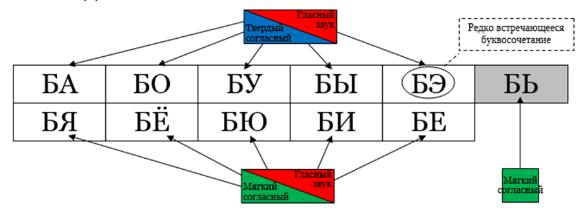 Гласный
звук
Твердый
согласный
Редко
встречающееся
буквосочетание
БА БО БУ БЫ БЭ БЬ
БЯ БЁ БЮ БИ БЕ
Гласный
звук
Мягкий
согласный
Мягкий
согласный